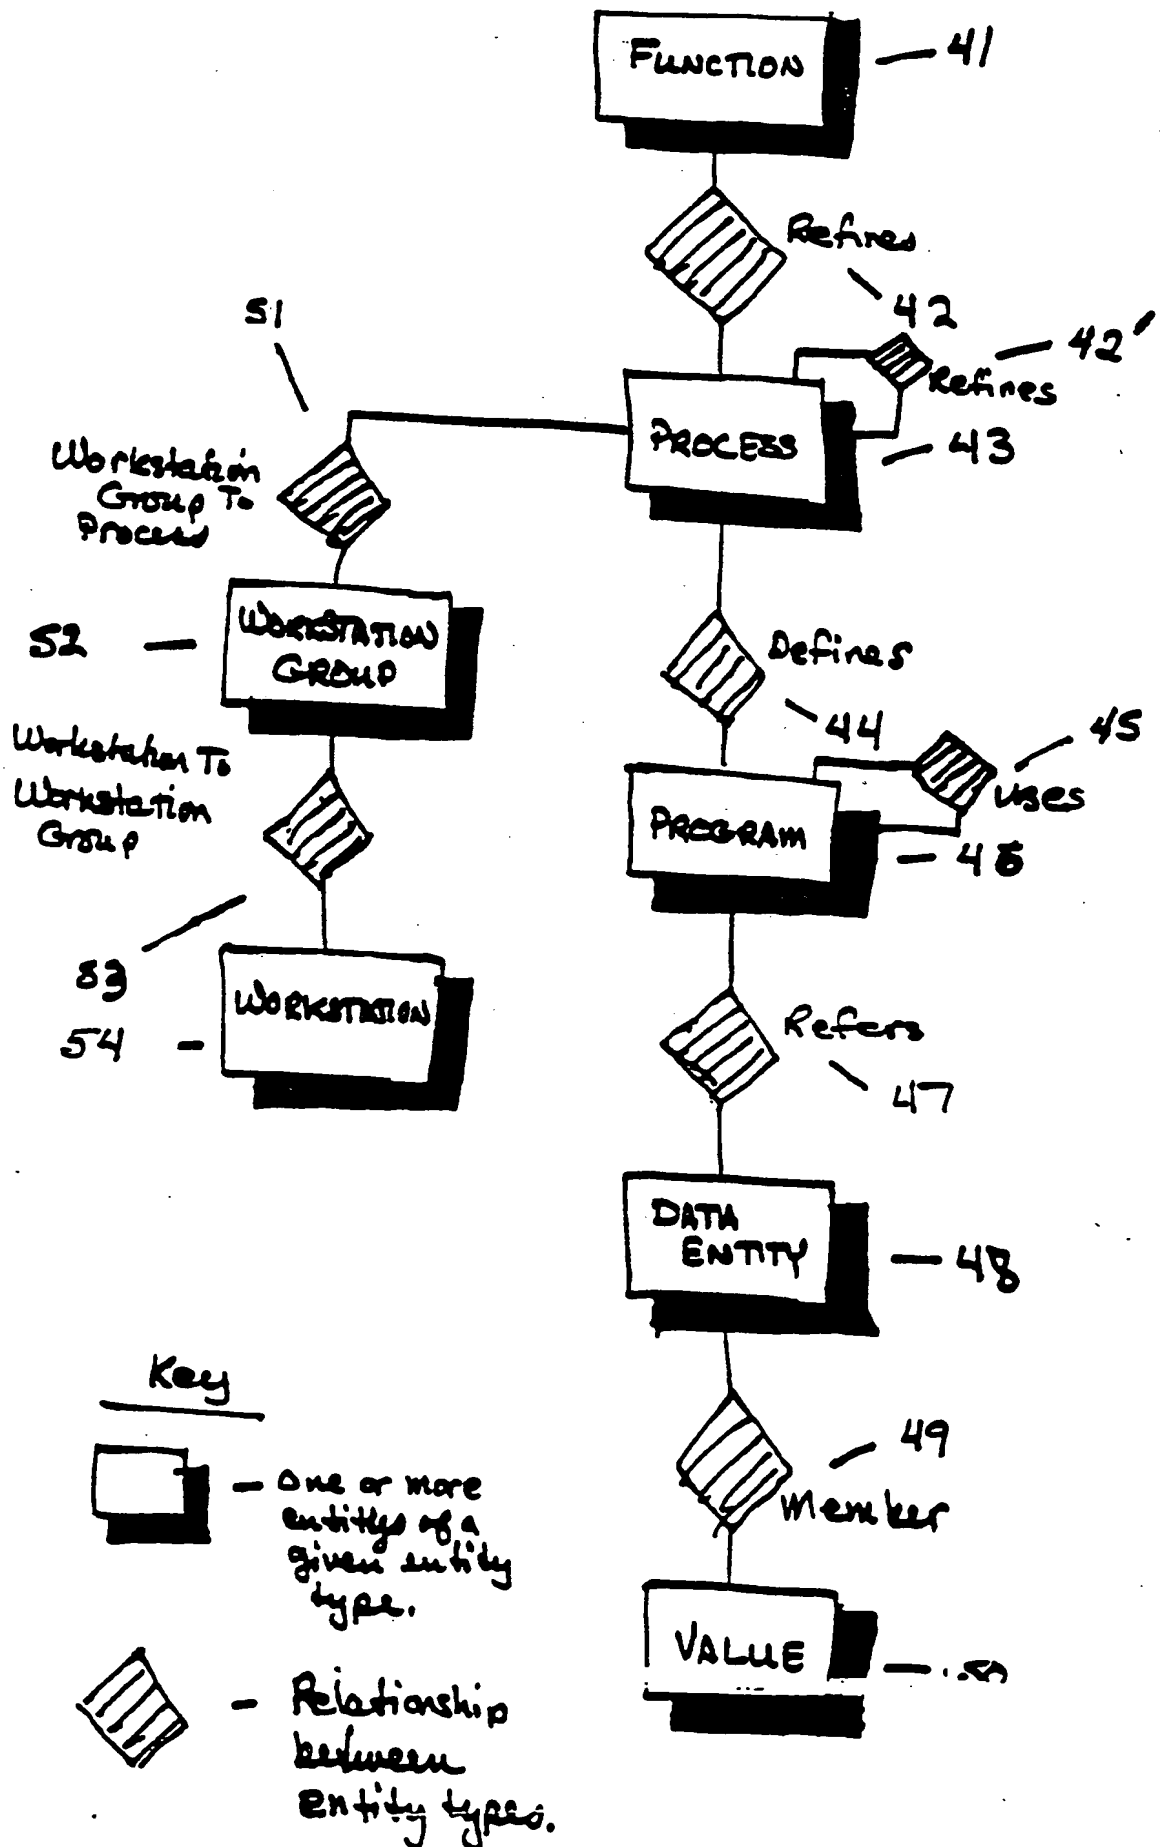 FUNCTION
41
Refines
42
51
42'
Refines
PROCESS
43
Workstation
Group To
Process
WORKSTATION
GROUP
52
Defines
44
45
Uses
Workstation To
Workstation
Group
PROGRAM
53
WORKSTATION
54
Refers
47
DATA
ENTITY
48
Key
49
Member
One or more
entitys of a
given entity
type.
VALUE
Relationship
between
entity types.